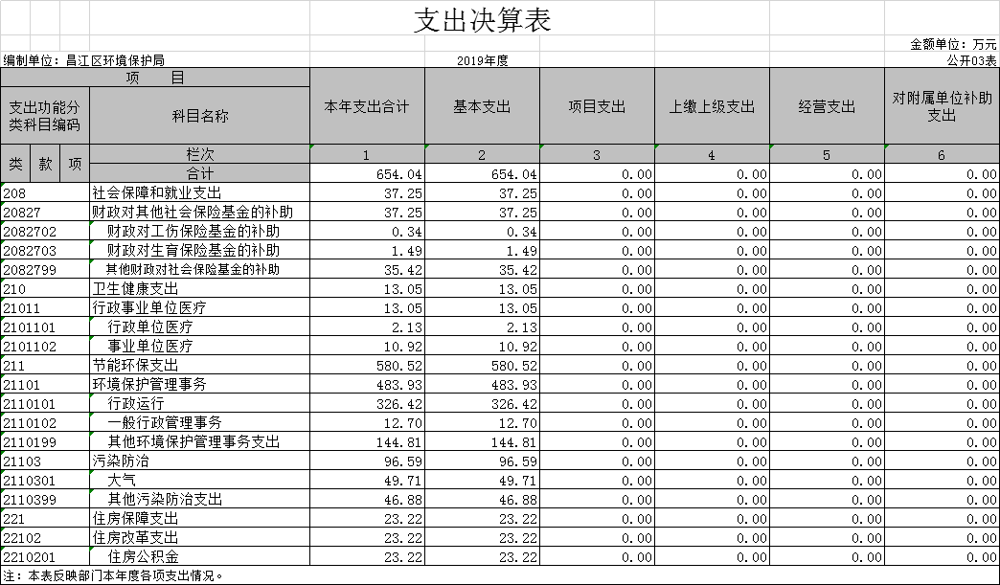 支出决算表
金额单位：万元
编制单位：昌江区环境保护局 2019年度 公开03表
项 目 本年支出合计 基本支出 项目支出 上缴上级支出 经营支出 对附属单位补助支出
支出功能分类科目编码 科目名称
类 款 项 栏次 1 2 3 4 5 6
合计 654.04 654.04 0.00 0.00 0.00 0.00
208 社会保障和就业支出 37.25 37.25 0.00 0.00 0.00 0.00
20827 财政对其他社会保险基金的补助 37.25 37.25 0.00 0.00 0.00 0.00
2082702 财政对工伤保险基金的补助 0.34 0.34 0.00 0.00 0.00 0.00
2082703 财政对生育保险基金的补助 1.49 1.49 0.00 0.00 0.00 0.00
2082799 其他财政对社会保险基金的补助 35.42 35.42 0.00 0.00 0.00 0.00
210 卫生健康支出 13.05 13.05 0.00 0.00 0.00 0.00
21011 行政事业单位医疗 13.05 13.05 0.00 0.00 0.00 0.00
2101101 行政单位医疗 2.13 2.13 0.00 0.00 0.00 0.00
2101102 事业单位医疗 10.92 10.92 0.00 0.00 0.00 0.00
211 节能环保支出 580.52 580.52 0.00 0.00 0.00 0.00
21101 环境保护管理事务 483.93 483.93 0.00 0.00 0.00 0.00
2110101 行政运行 326.42 326.42 0.00 0.00 0.00 0.00
2110102 一般行政管理事务 12.70 12.70 0.00 0.00 0.00 0.00
2110199 其他环境保护管理事务支出 144.81 144.81 0.00 0.00 0.00 0.00
21103 污染防治 96.59 96.59 0.00 0.00 0.00 0.00
2110301 大气 49.71 49.71 0.00 0.00 0.00 0.00
2110399 其他污染防治支出 46.88 46.88 0.00 0.00 0.00 0.00
221 住房保障支出 23.22 23.22 0.00 0.00 0.00 0.00
22102 住房改革支出 23.22 23.22 0.00 0.00 0.00 0.00
2210201 住房公积金 23.22 23.22 0.00 0.00 0.00 0.00
注：本表反映部门本年度各项支出情况。